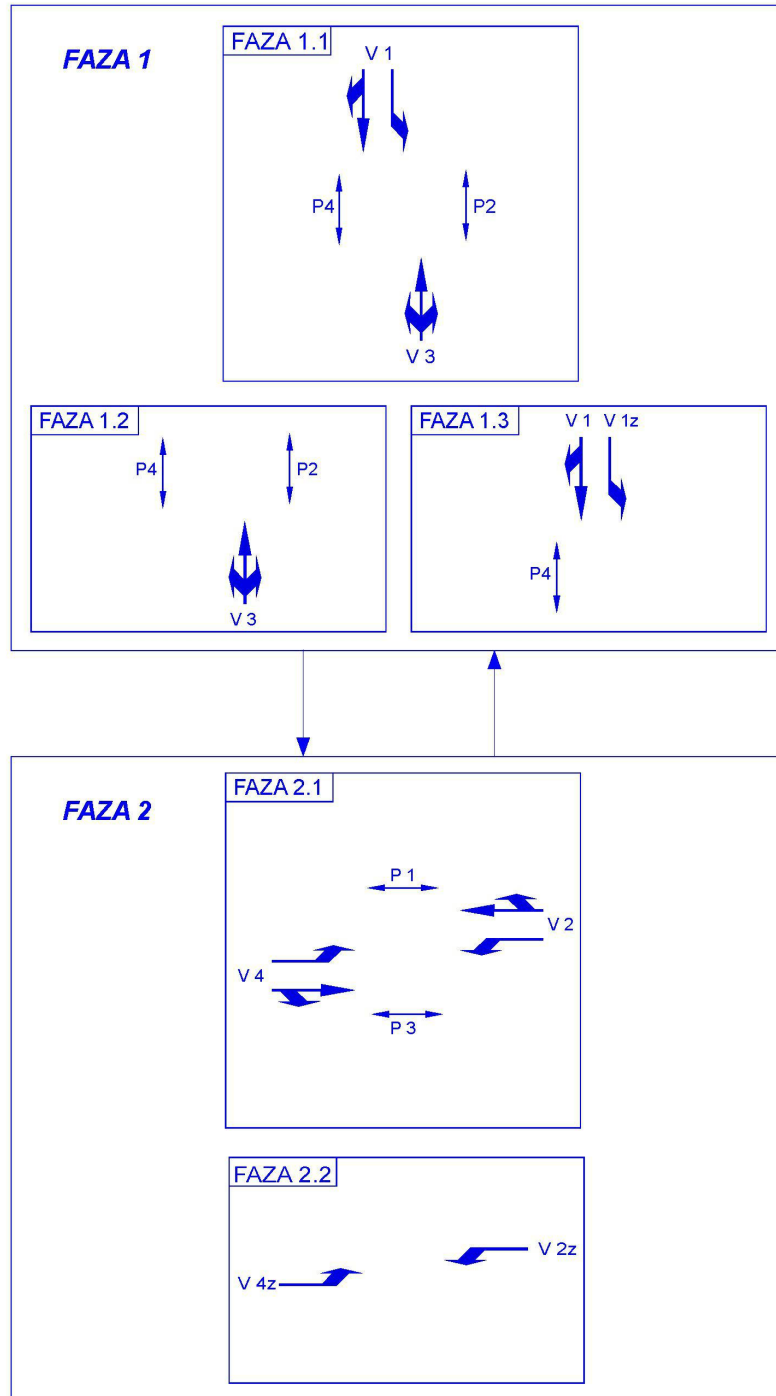 FAZA 1
FAZA 1.1
V 1
P4
P2
V 3
FAZA 1.2
P4
P2
V 3
FAZA 1.3
V 1 V 1z
P4
FAZA 2
FAZA 2.1
P 1
V 2
V 4
P 3
FAZA 2.2
V 2z
V 4z